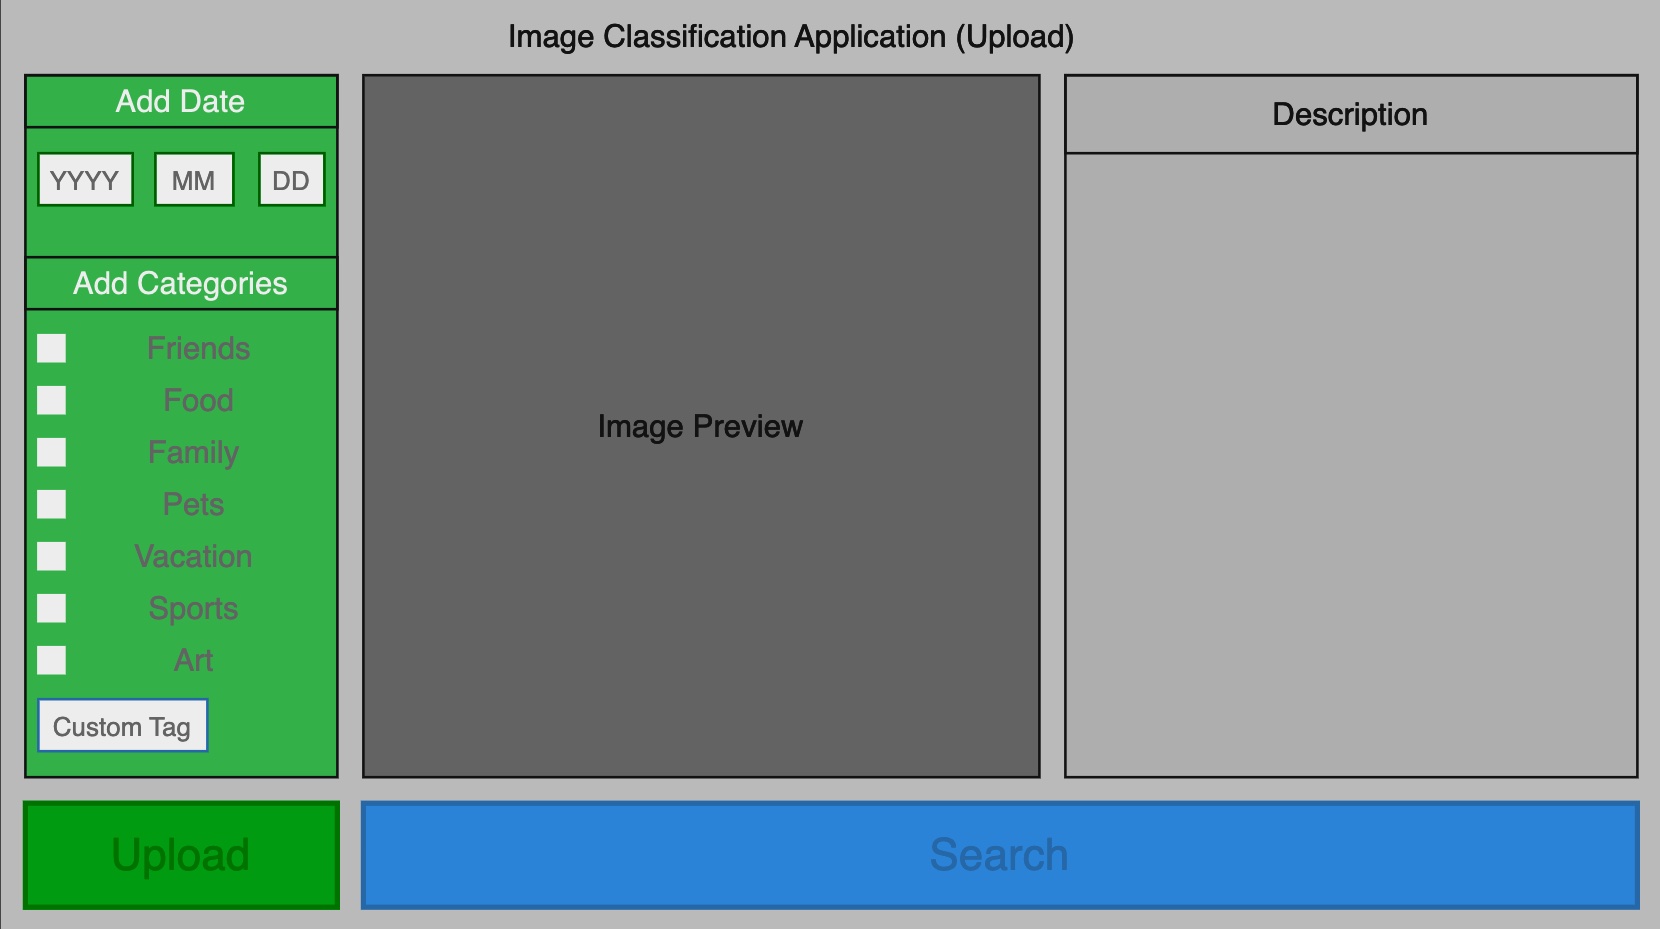 Image Classification Application (Upload)
Add Date
YYYY MM DD
Add Categories
Friends
Food
Family
Pets
Vacation
Sports
Art
Custom Tag
Image Preview
Description
Upload
Search